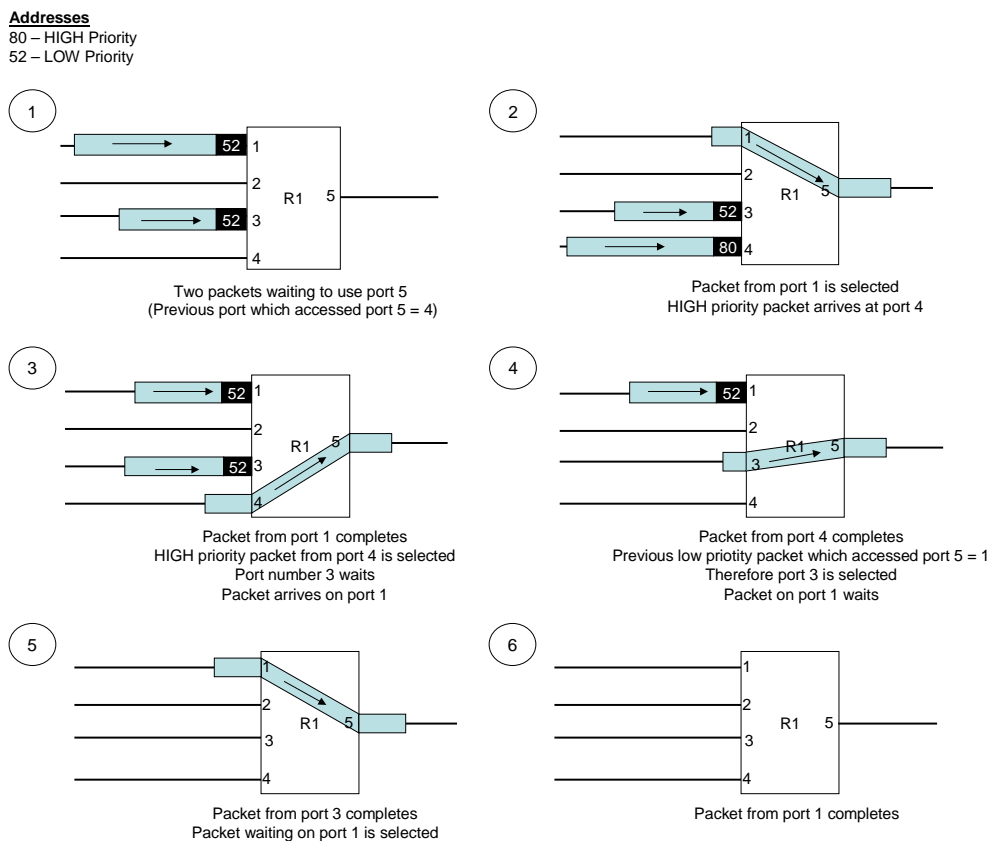 Addresses
80 – HIGH Priority
52 – LOW Priority
1
52 1
2
R1 5
52 3
4
Two packets waiting to use port 5
(Previous port which accessed port 5 = 4)
2
1
2
R1 5
52 3
80 4
Packet from port 1 is selected
HIGH priority packet arrives at port 4
3
52 1
2
R1 5
52 3
4
Packet from port 1 completes
HIGH priority packet from port 4 is selected
Port number 3 waits
Packet arrives on port 1
4
52 1
2
R1 5
3
4
Packet from port 4 completes
Previous low priotity packet which accessed port 5 = 1
Therefore port 3 is selected
Packet on port 1 waits
5
1
2
R1 5
3
4
Packet from port 3 completes
Packet waiting on port 1 is selected
6
1
2
R1 5
3
4
Packet from port 1 completes